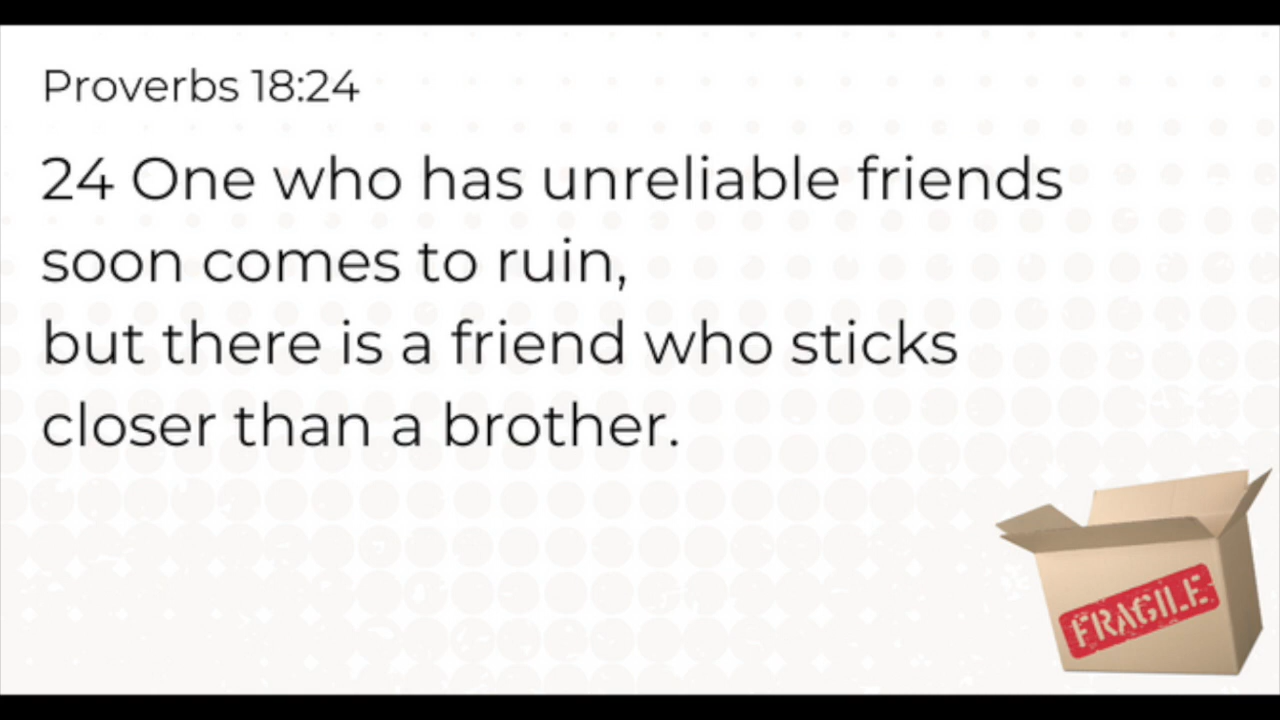 Proverbs 18:24
24 One who has unreliable friends
soon comes to ruin,
but there is a friend who sticks
closer than a brother.
FRAGILE